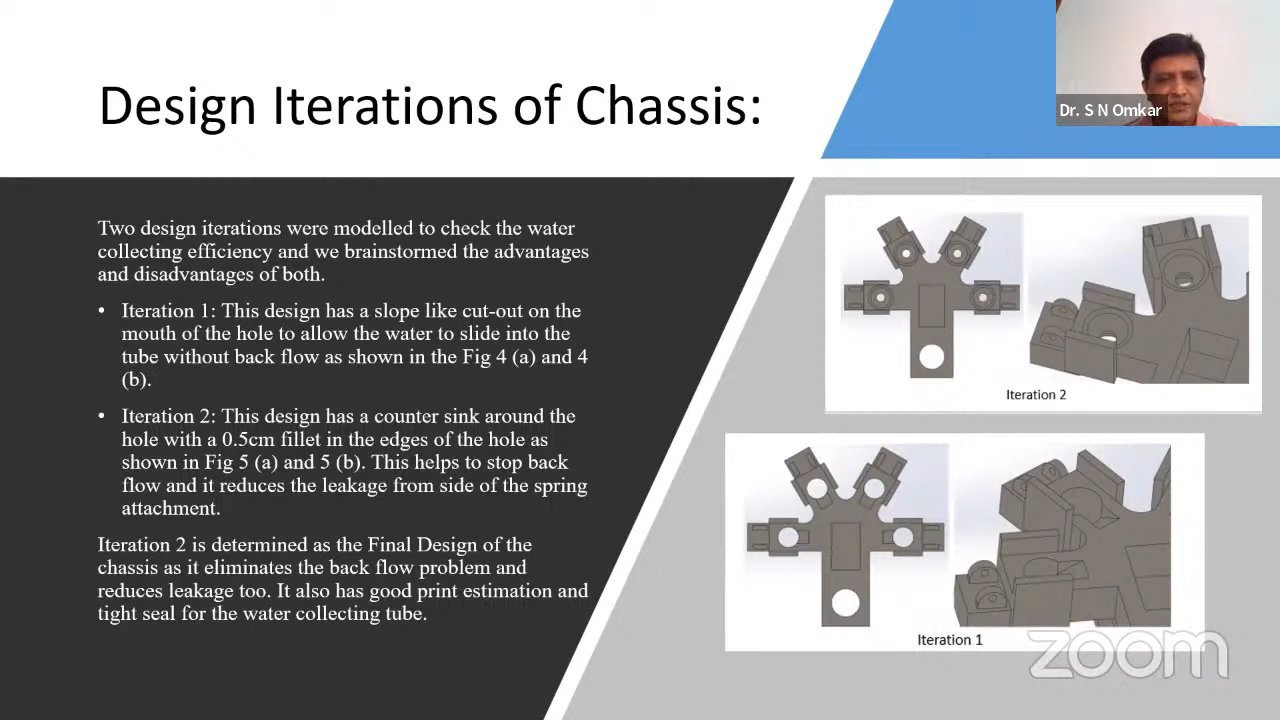 Design Iterations of Chassis:
Dr. S N Omkar
Two design iterations were modelled to check the water
collecting efficiency and we brainstormed the advantages
and disadvantages of both.
• Iteration 1: This design has a slope like cut-out on the
mouth of the hole to allow the water to slide into the
tube without back flow as shown in the Fig 4 (a) and 4
(b).
• Iteration 2: This design has a counter sink around the
hole with a 0.5cm fillet in the edges of the hole as
shown in Fig 5 (a) and 5 (b). This helps to stop back
flow and it reduces the leakage from side of the spring
attachment.
Iteration 2 is determined as the Final Design of the
chassis as it eliminates the back flow problem and
reduces leakage too. It also has good print estimation and
tight seal for the water collecting tube.
Iteration 2
Iteration 1
zoom